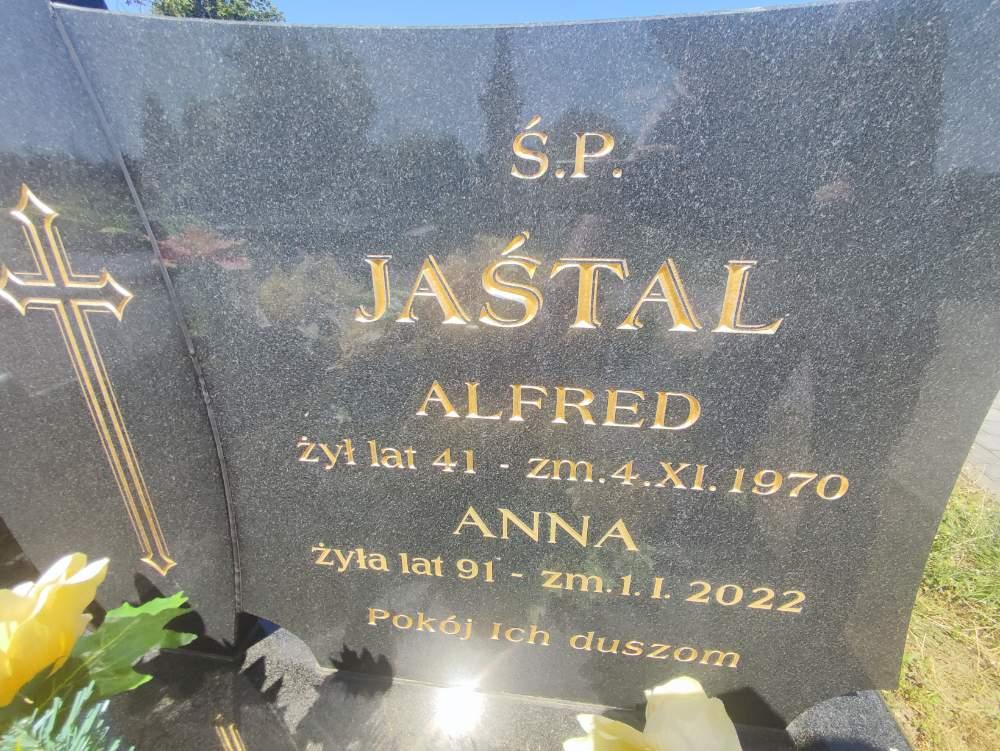 Ś.P.
JAŚTAL
ALFRED
żył lat 41 - zm.4.XI.1970
ANNA
żyła lat 91 - zm.1.I.2022
Pokój Ich duszom